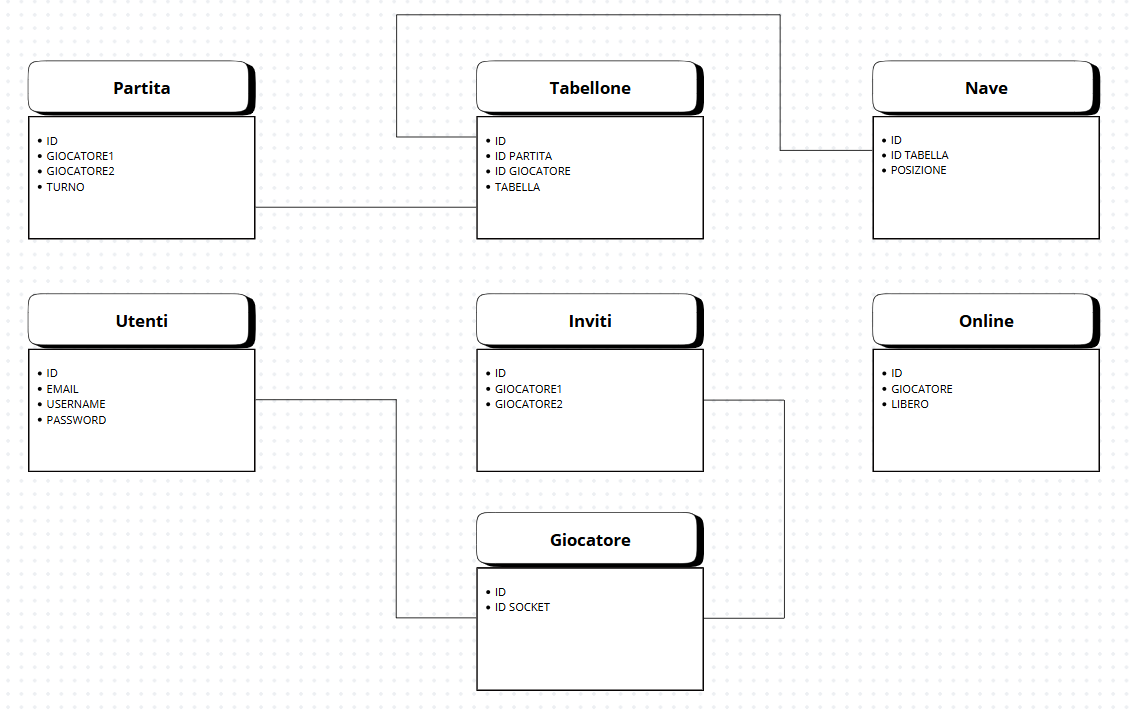 Partita
ID
GIOCATORE1
GIOCATORE2
TURNO
Tabellone
ID
ID PARTITA
ID GIOCATORE
TABELLA
Nave
ID
ID TABELLA
POSIZIONE
Utenti
ID
EMAIL
USERNAME
PASSWORD
Inviti
ID
GIOCATORE1
GIOCATORE2
Online
ID
GIOCATORE
LIBERO
Giocatore
ID
ID SOCKET